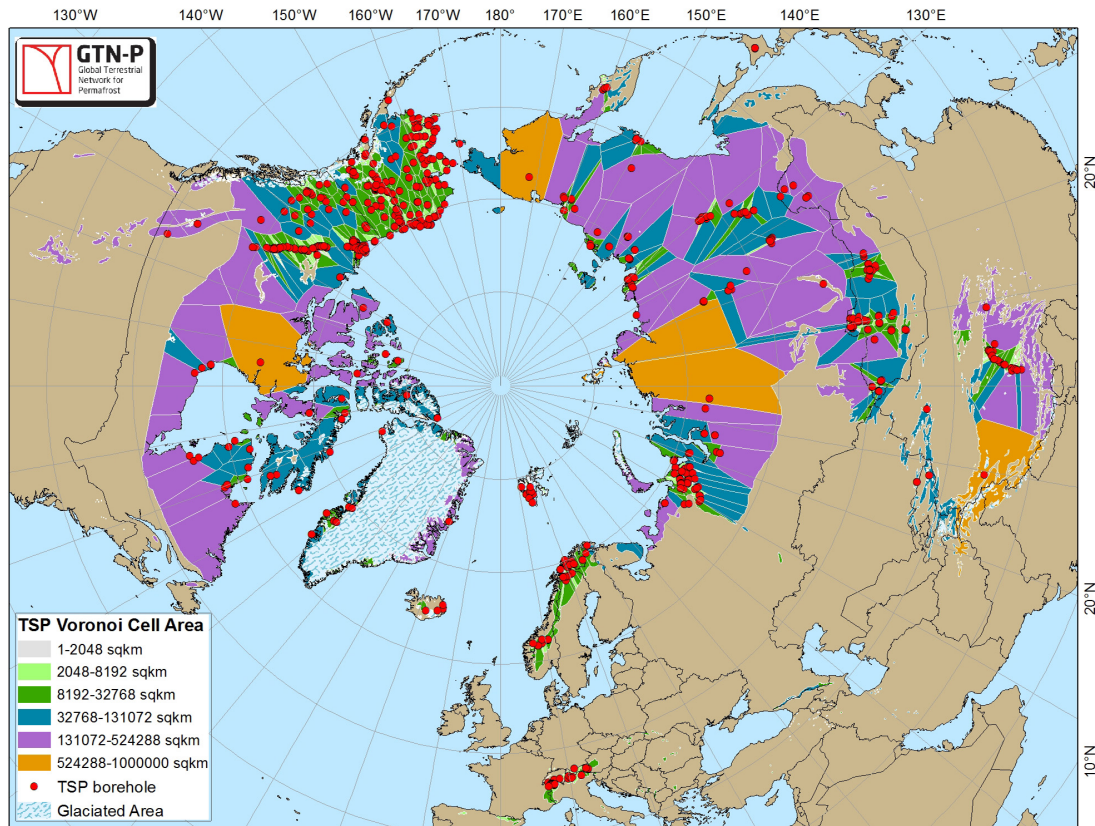 130°W 150°W 160°W 170°W 180° 170°E 160°E 150°E 140°E 130°E
GTN-P
Global Terrestrial
Network for
Permafrost
20°N
20°N
10°N
TSP Voronoi Cell Area
1-2048 sqkm
2048-8192 sqkm
8192-32768 sqkm
32768-131072 sqkm
131072-524288 sqkm
524288-1000000 sqkm
TSP borehole
Glaciated Area